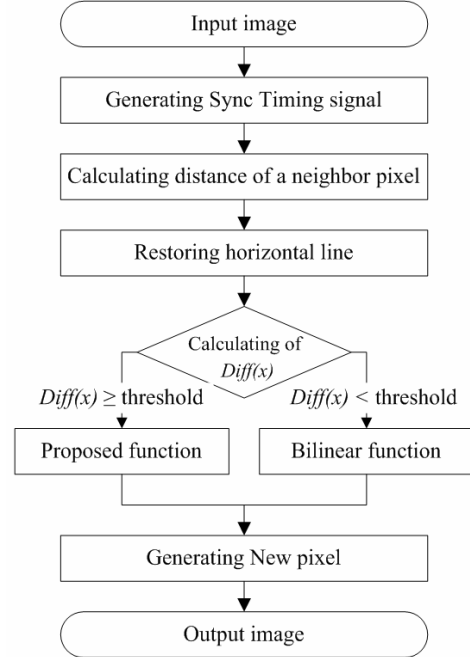 Input image
Generating Sync Timing signal
Calculating distance of a neighbor pixel
Restoring horizontal line
Calculating of
Diff(x)
Diff(x) ≥ threshold
Diff(x) < threshold
Proposed function
Bilinear function
Generating New pixel
Output image